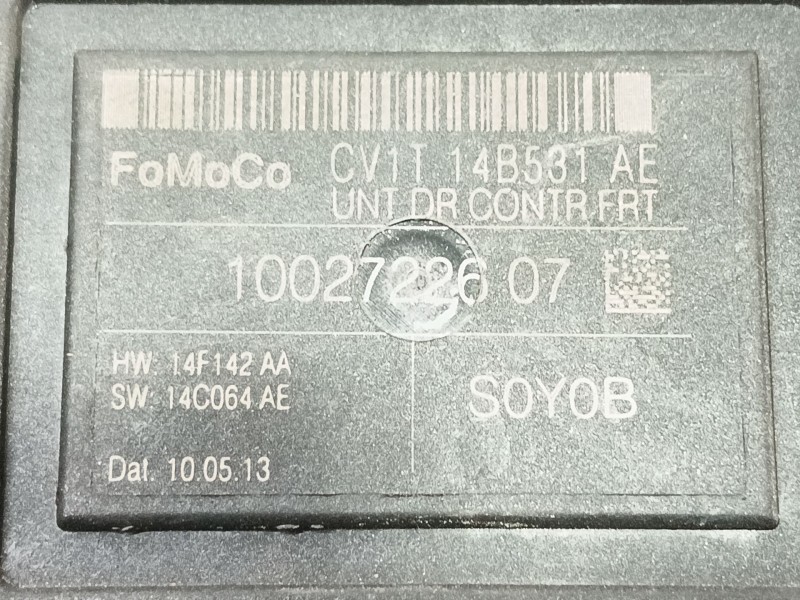 FoMoCo CV1T 14B531 AE
UNT DR CONTR FRT
10027226 07
HW: 14F142 AA
SW: 14C064 AE
S0Y0B
Dat. 10.05.13